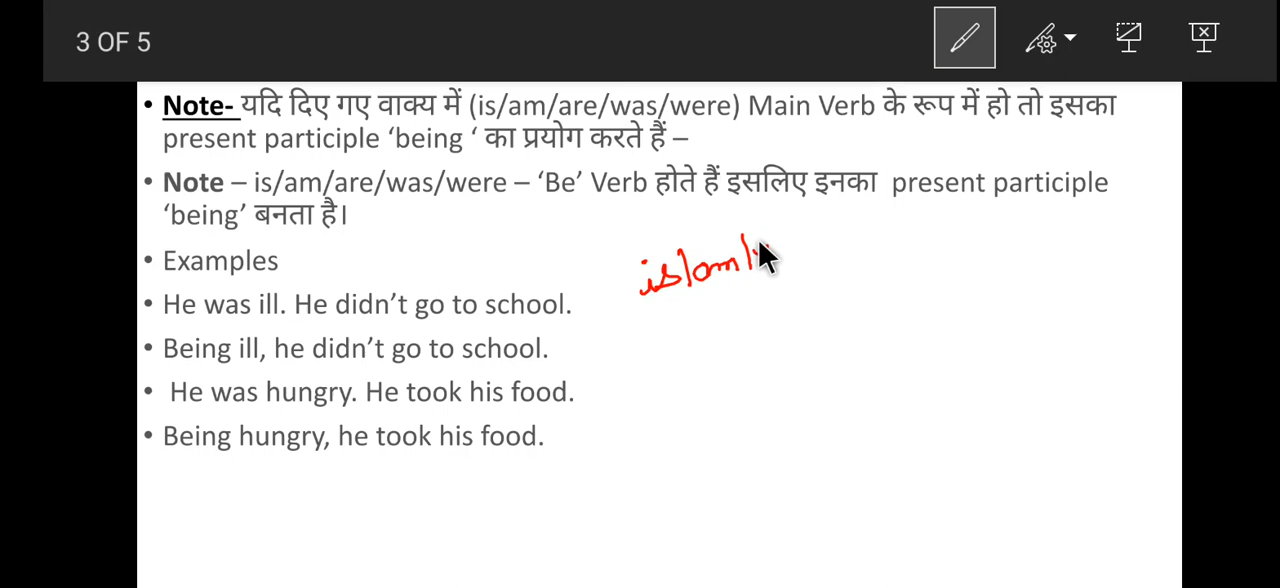 3 OF 5
• Note- यदि दिए गए वाक्य में (is/am/are/was/were) Main Verb के रूप में हो तो इसका
present participle ‘being ‘ का प्रयोग करते हैं –
• Note – is/am/are/was/were – ‘Be’ Verb होते हैं इसलिए इनका present participle
‘being’ बनता है।
• Examples
is/am/
• He was ill. He didn’t go to school.
• Being ill, he didn’t go to school.
• He was hungry. He took his food.
• Being hungry, he took his food.